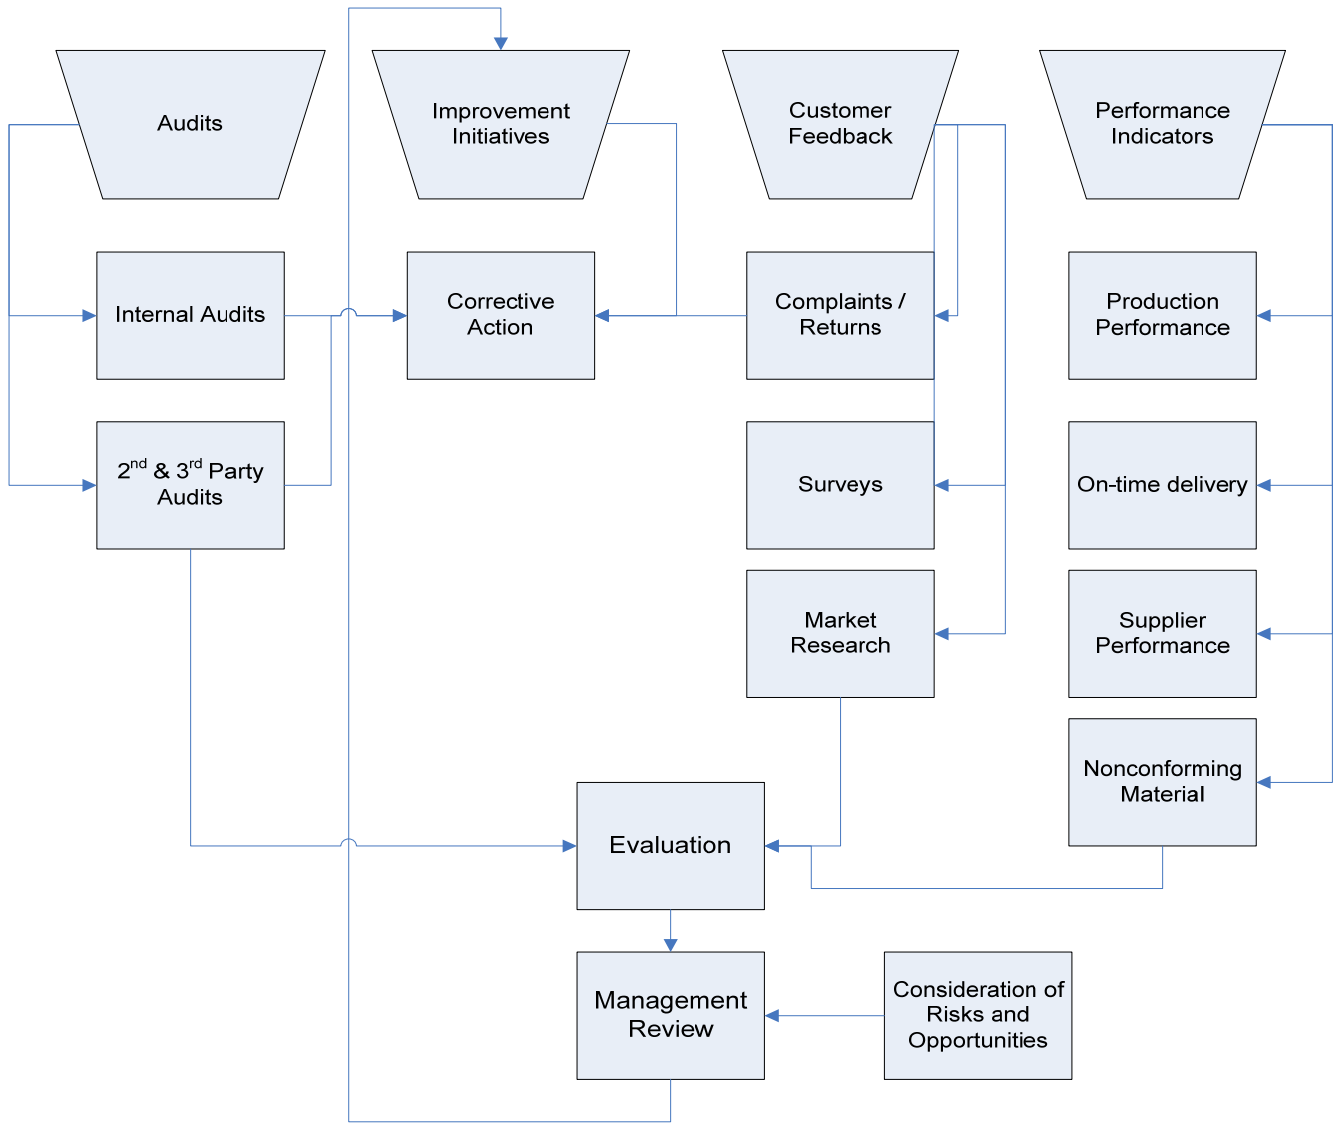 Audits
Improvement
Initiatives
Customer
Feedback
Performance
Indicators
Internal Audits
Corrective
Action
Complaints /
Returns
Production
Performance
2nd & 3rd Party
Audits
Surveys
On-time delivery
Market
Research
Supplier
Performance
Nonconforming
Material
Evaluation
Management
Review
Consideration of
Risks and
Opportunities